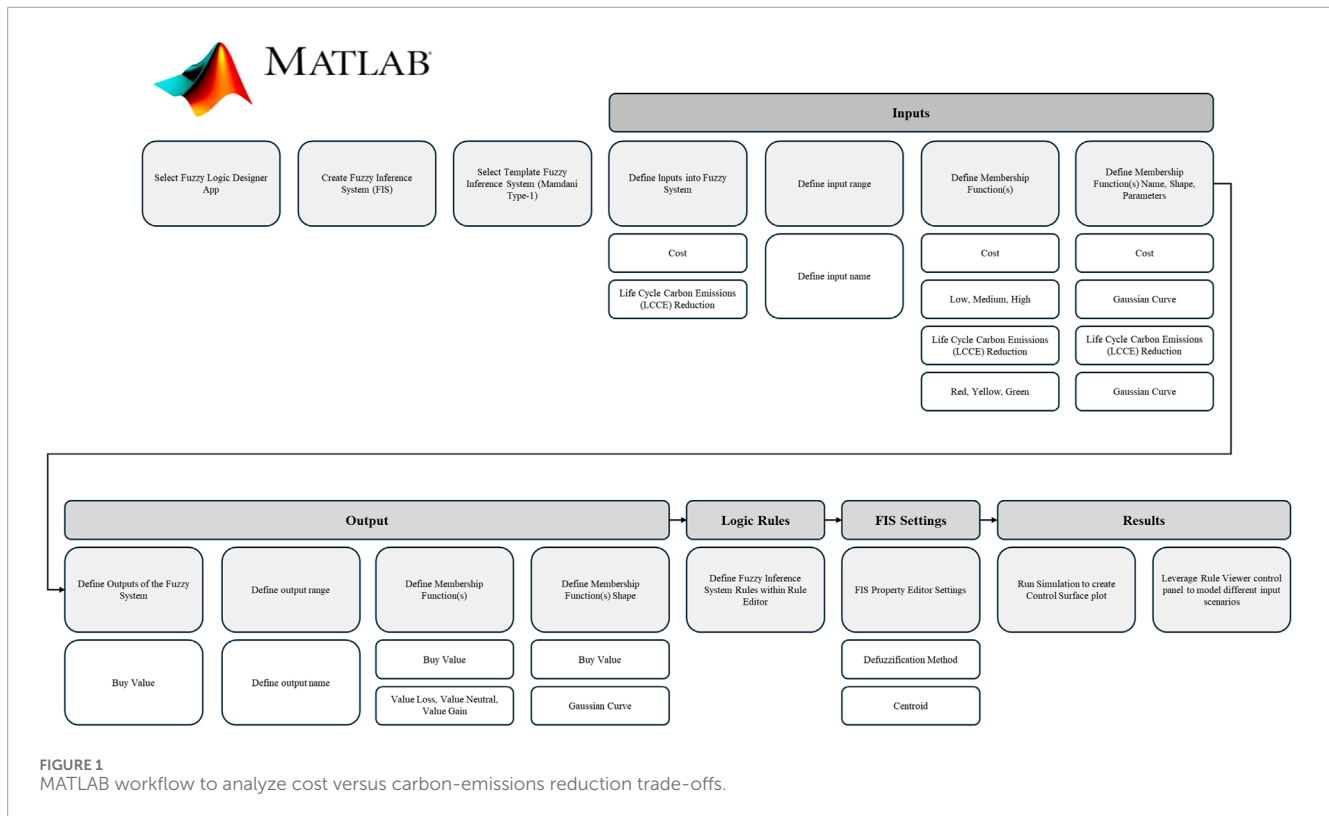 MATLAB®
Inputs
Select Fuzzy Logic Designer
App
Create Fuzzy Inference
System (FIS)
Select Template Fuzzy
Inference System (Mamdani
Type-1)
Define Inputs into Fuzzy
System
Define input range
Define Membership
Function(s)
Define Membership
Function(s) Name, Shape,
Parameters
Cost
Life Cycle Carbon Emissions
(LCCE) Reduction
Define input name
Cost
Low, Medium, High
Life Cycle Carbon Emissions
(LCCE) Reduction
Red, Yellow, Green
Cost
Gaussian Curve
Life Cycle Carbon Emissions
(LCCE) Reduction
Gaussian Curve
Output
Logic Rules
FIS Settings
Results
Define Outputs of the Fuzzy
System
Define output range
Define Membership
Function(s)
Define Membership
Function(s) Shape
Define Fuzzy Inference
System Rules within Rule
Editor
FIS Property Editor Settings
Run Simulation to create
Control Surface plot
Leverage Rule Viewer control
panel to model different input
scenarios
Buy Value
Define output name
Buy Value
Value Loss, Value Neutral,
Value Gain
Buy Value
Gaussian Curve
Defuzzification Method
Centroid
FIGURE 1
MATLAB workflow to analyze cost versus carbon-emissions reduction trade-offs.